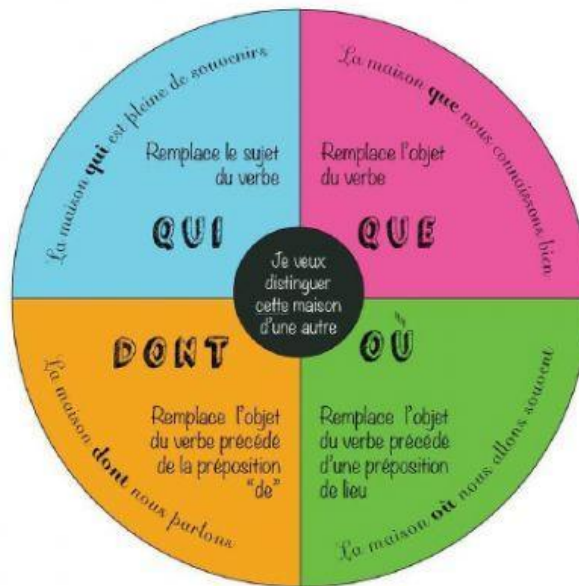 La maison qui est pleine de souvenirs
Remplace le sujet
du verbe
QUI
La maison que nous connaissons bien
Remplace l'objet
du verbe
QUE
Je veux
distinguer
cette maison
d'une autre
DONT
Remplace l'objet
du verbe précédé
de la préposition
"de"
La maison dont nous parlons
OÙ
Remplace l'objet
du verbe précédé
d'une préposition
de lieu
La maison où nous allons souvent